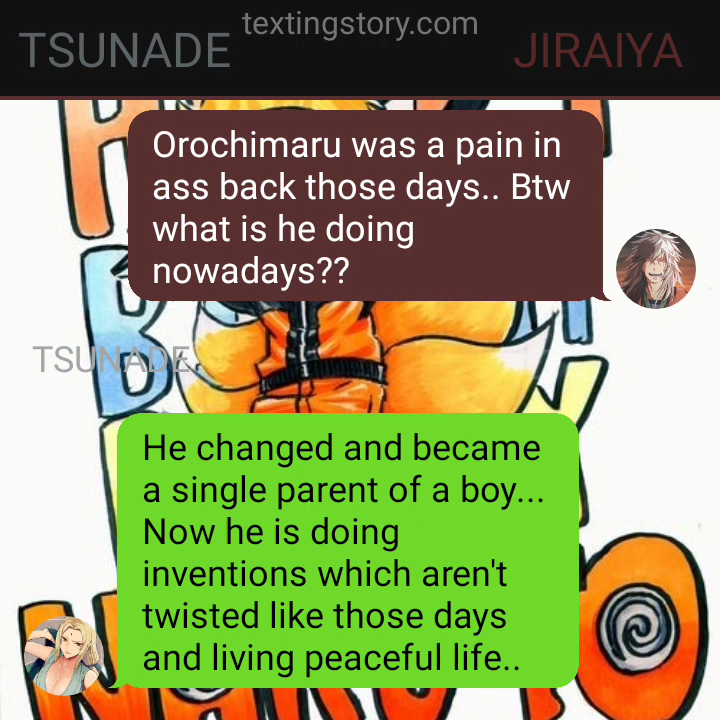 textingstory.com
TSUNADE
JIRAIYA
Orochimaru was a pain in
ass back those days.. Btw
what is he doing
nowadays??
TSUNADE
He changed and became
a single parent of a boy...
Now he is doing
inventions which aren't
twisted like those days
and living peaceful life..
NARUTO